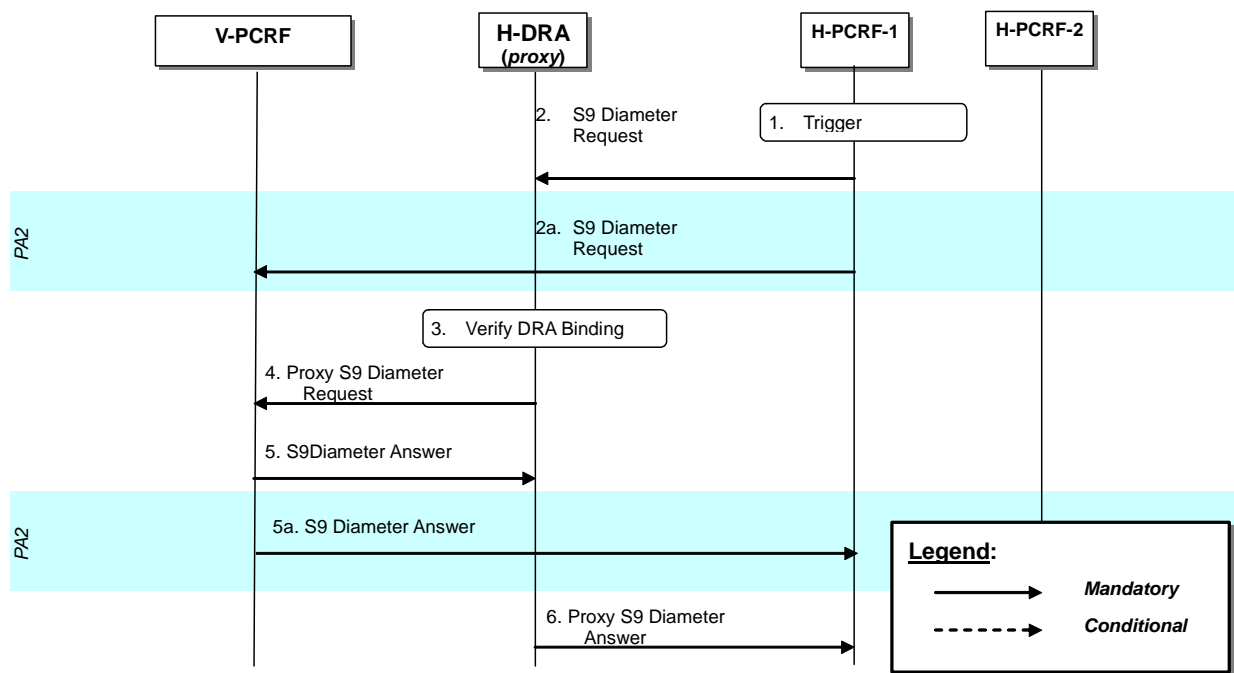 V-PCRF
H-DRA
(proxy)
H-PCRF-1
H-PCRF-2
1. Trigger
2. S9 Diameter
Request
PA2
2a. S9 Diameter
Request
3. Verify DRA Binding
4. Proxy S9 Diameter
Request
5. S9Diameter Answer
PA2
5a. S9 Diameter Answer
6. Proxy S9 Diameter
Answer
Legend:
Mandatory
Conditional